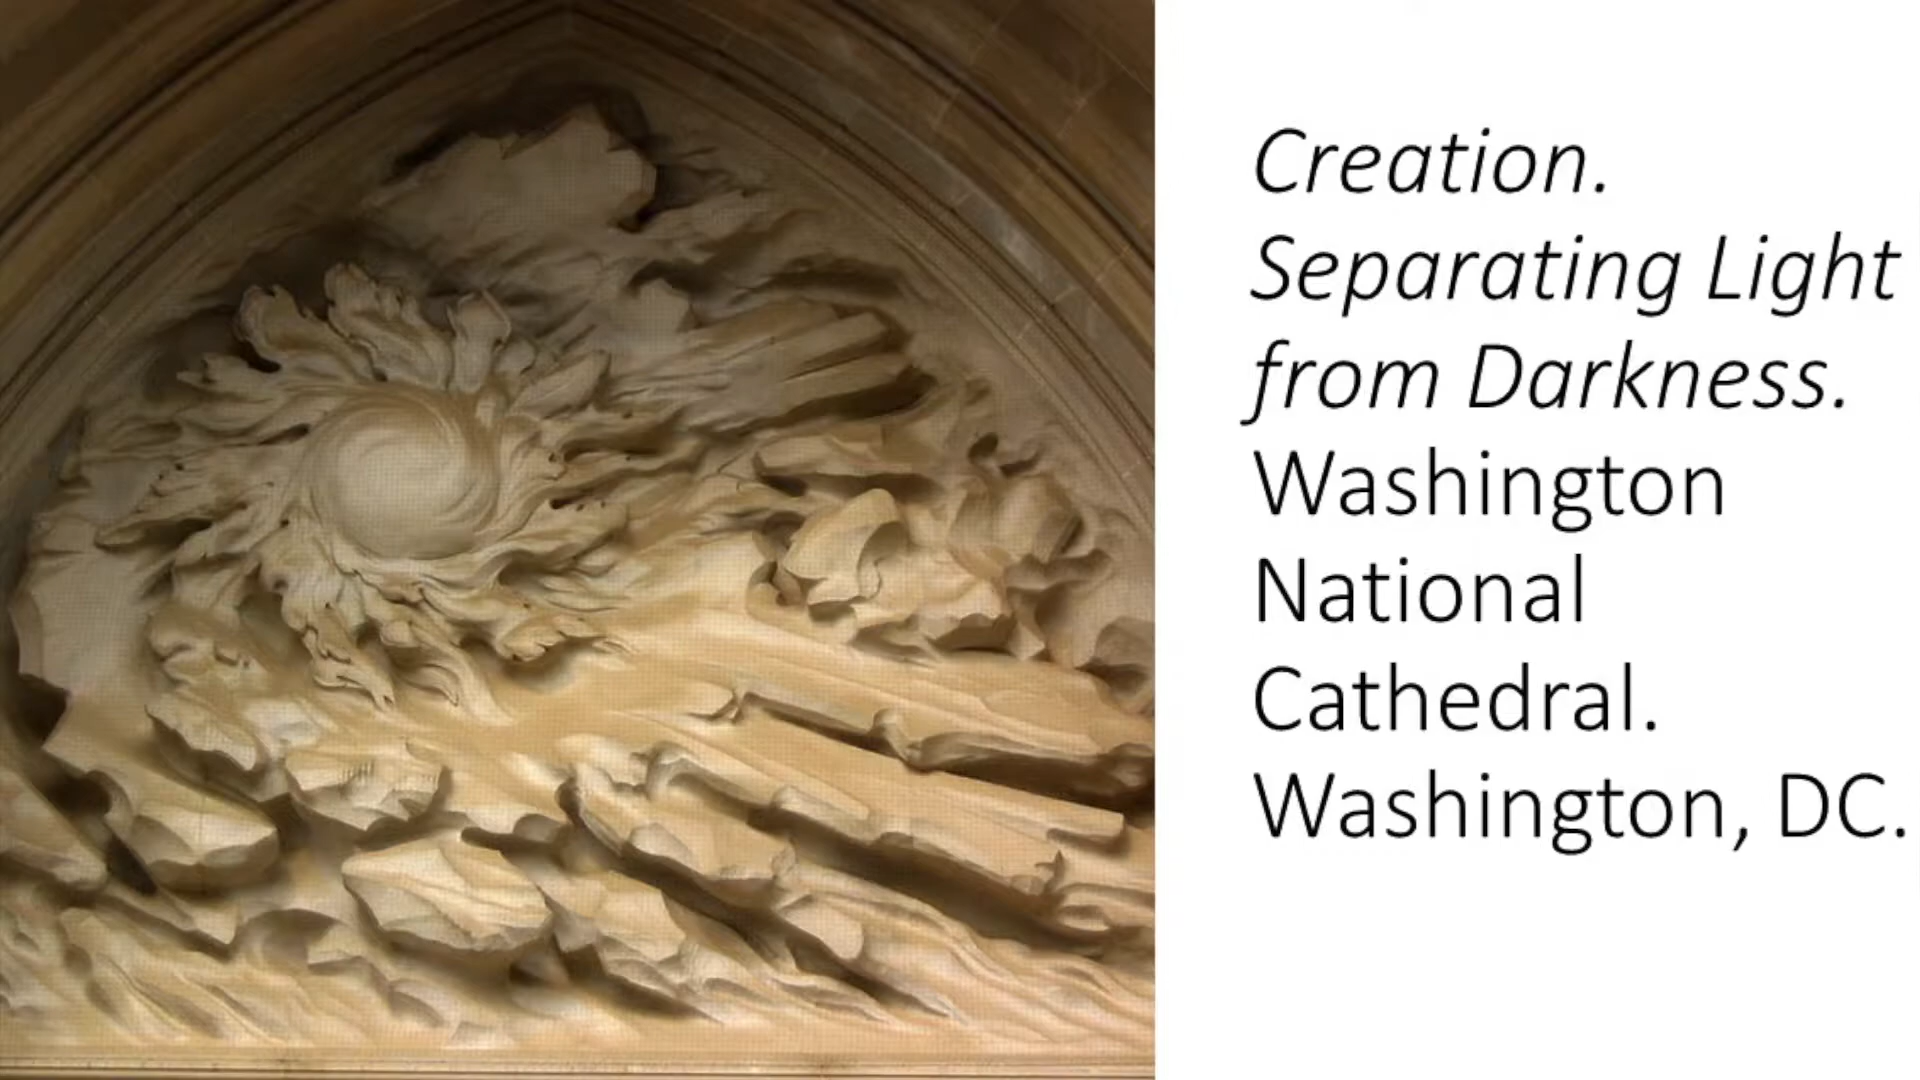 Creation.
Separating Light
from Darkness.
Washington
National
Cathedral.
Washington, DC.